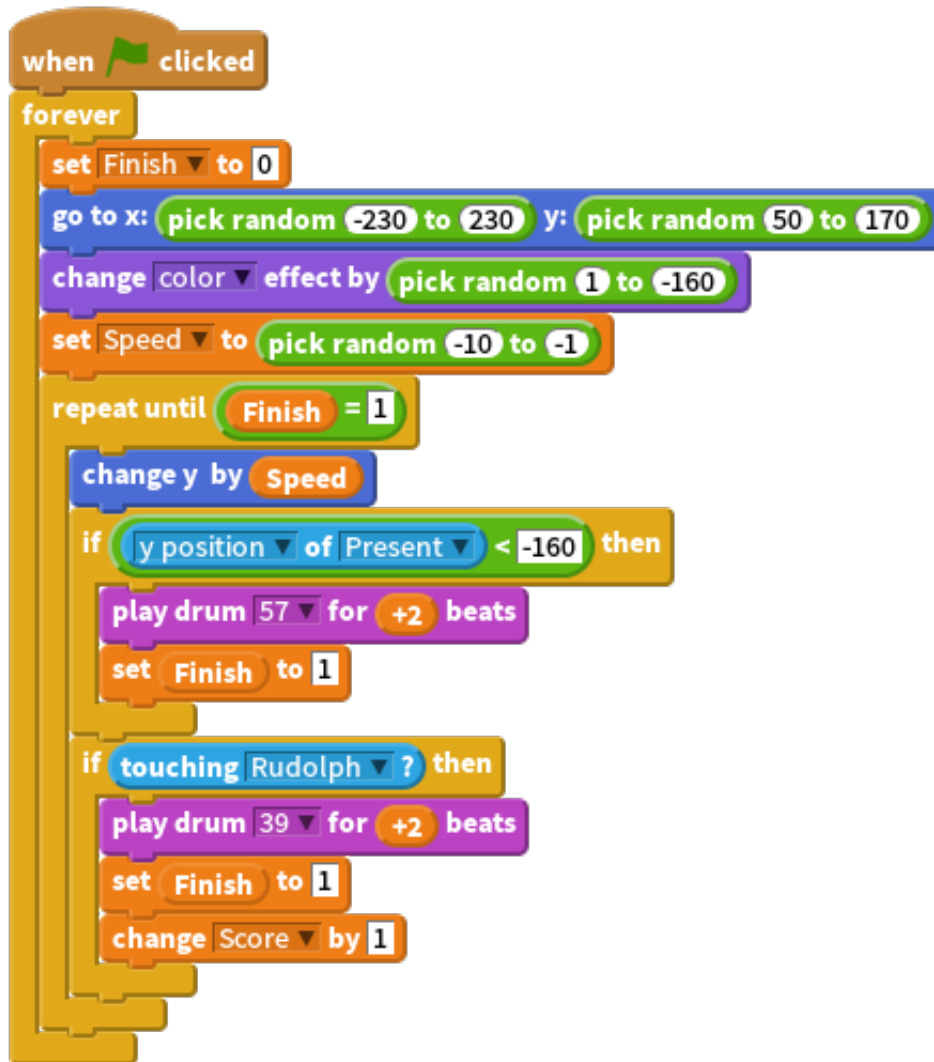 when clicked
forever
set Finish to 0
go to x: pick random -230 to 230 y: pick random 50 to 170
change color effect by pick random 1 to -160
set Speed to pick random -10 to -1
repeat until Finish = 1
change y by Speed
if y position of Present < -160 then
play drum 57 for +2 beats
set Finish to 1
if touching Rudolph ? then
play drum 39 for +2 beats
set Finish to 1
change Score by 1